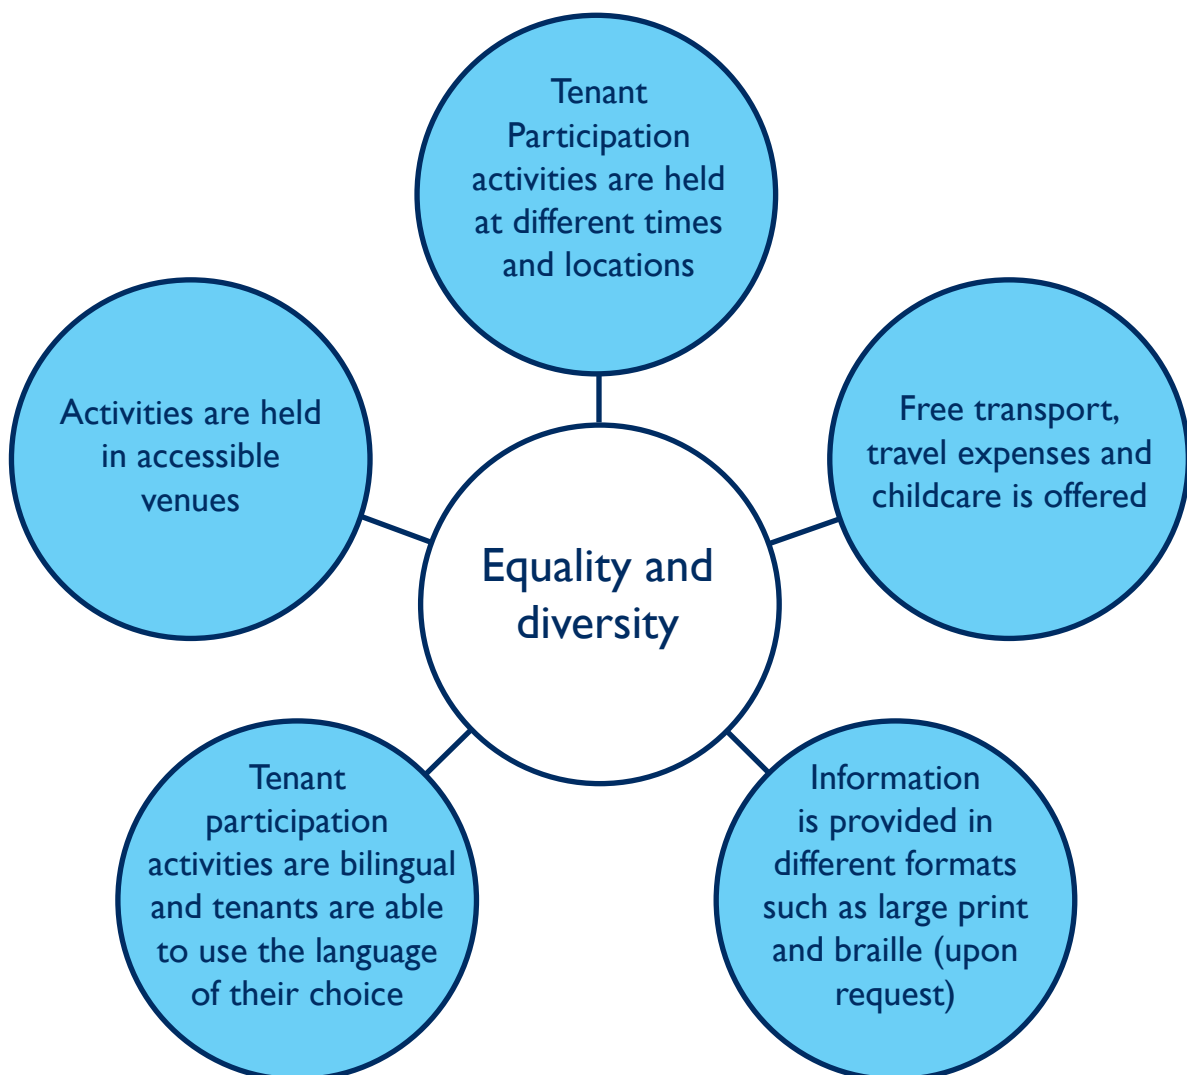 Tenant
Participation
activities are held
at different times
and locations
Activities are held
in accessible
venues
Free transport,
travel expenses and
childcare is offered
Equality and
diversity
Tenant
participation
activities are bilingual
and tenants are able
to use the language
of their choice
Information
is provided in
different formats
such as large print
and braille (upon
request)